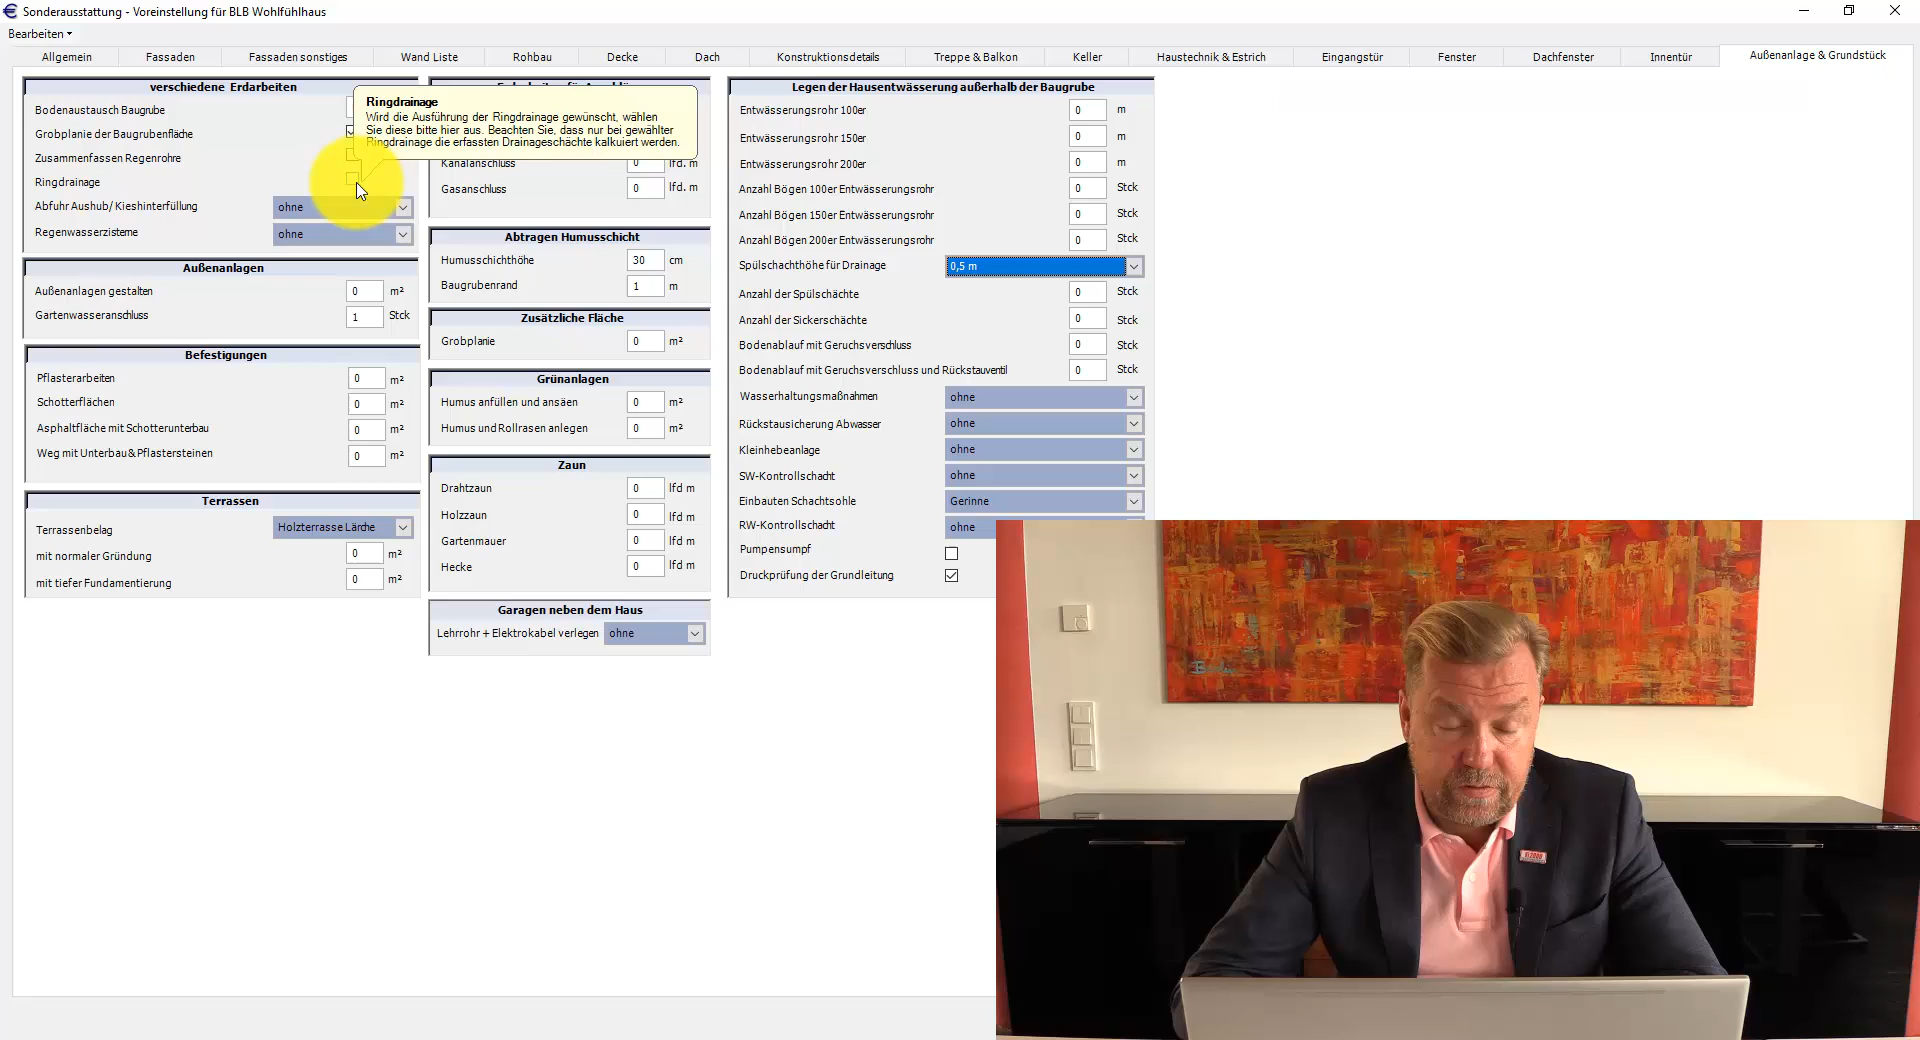 Sonderausstattung - Voreinstellung für BLB Wohlfühlhaus
Bearbeiten
Allgemein
Fassaden
Fassaden sonstiges
Wand Liste
Rohbau
Decke
Dach
Konstruktionsdetails
Treppe & Balkon
Keller
Haustechnik & Estrich
Eingangstür
Fenster
Dachfenster
Innentür
Außenanlage & Grundstück
verschiedene Erdarbeiten
Bodenaustausch Baugrube
Grobplanie der Baugrubenfläche
Zusammenfassen Regenrohre
Ringdrainage
Abfuhr Aushub/ Kieshinterfüllung
ohne
Regenwasserzisteme
ohne
Ringdrainage
Wird die Ausführung der Ringdrainage gewünscht, wählen
Sie diese bitte hier aus. Beachten Sie, dass nur bei gewählter
Ringdrainage die erfassten Drainageschächte kalkuiert werden.
Außenanlagen
Außenanlagen gestalten
0 m²
Gartenwasseranschluss
1 Stck
Befestigungen
Pflasterarbeiten
0 m²
Schotterflächen
0 m²
Asphaltfläche mit Schotterunterbau
0 m²
Weg mit Unterbau&Pflastersteinen
0 m²
Terrassen
Terrassenbelag
Holzterrasse Lärche
mit normaler Gründung
0 m²
mit tiefer Fundamentierung
0 m²
Kanalanschluss
0 lfd. m
Gasanschluss
0 lfd. m
Abtragen Humusschicht
Humusschichthöhe
30 cm
Baugrubenrand
1 m
Zusätzliche Fläche
Grobplanie
0 m²
Grünanlagen
Humus anfüllen und ansäen
0 m²
Humus und Rollrasen anlegen
0 m²
Zaun
Drahtzaun
0 lfd m
Holzzaun
0 lfd m
Gartenmauer
0 lfd m
Hecke
0 lfd m
Garagen neben dem Haus
Lehrrohr + Elektrokabel verlegen
ohne
Legen der Hausentwässerung außerhalb der Baugrube
Entwässerungsrohr 100er
0 m
Entwässerungsrohr 150er
0 m
Entwässerungsrohr 200er
0 m
Anzahl Bögen 100er Entwässerungsrohr
0 Stck
Anzahl Bögen 150er Entwässerungsrohr
0 Stck
Anzahl Bögen 200er Entwässerungsrohr
0 Stck
Spülschachthöhe für Drainage
0,5 m
Anzahl der Spülschächte
0 Stck
Anzahl der Sickerschächte
0 Stck
Bodenablauf mit Geruchsverschluss
0 Stck
Bodenablauf mit Geruchsverschluss und Rückstauventil
0 Stck
Wasserhaltungsmaßnahmen
ohne
Rückstausicherung Abwasser
ohne
Kleinhebeanlage
ohne
SW-Kontrollschacht
ohne
Einbauten Schachtsohle
Gerinne
RW-Kontrollschacht
ohne
Pumpensumpf
Druckprüfung der Grundleitung